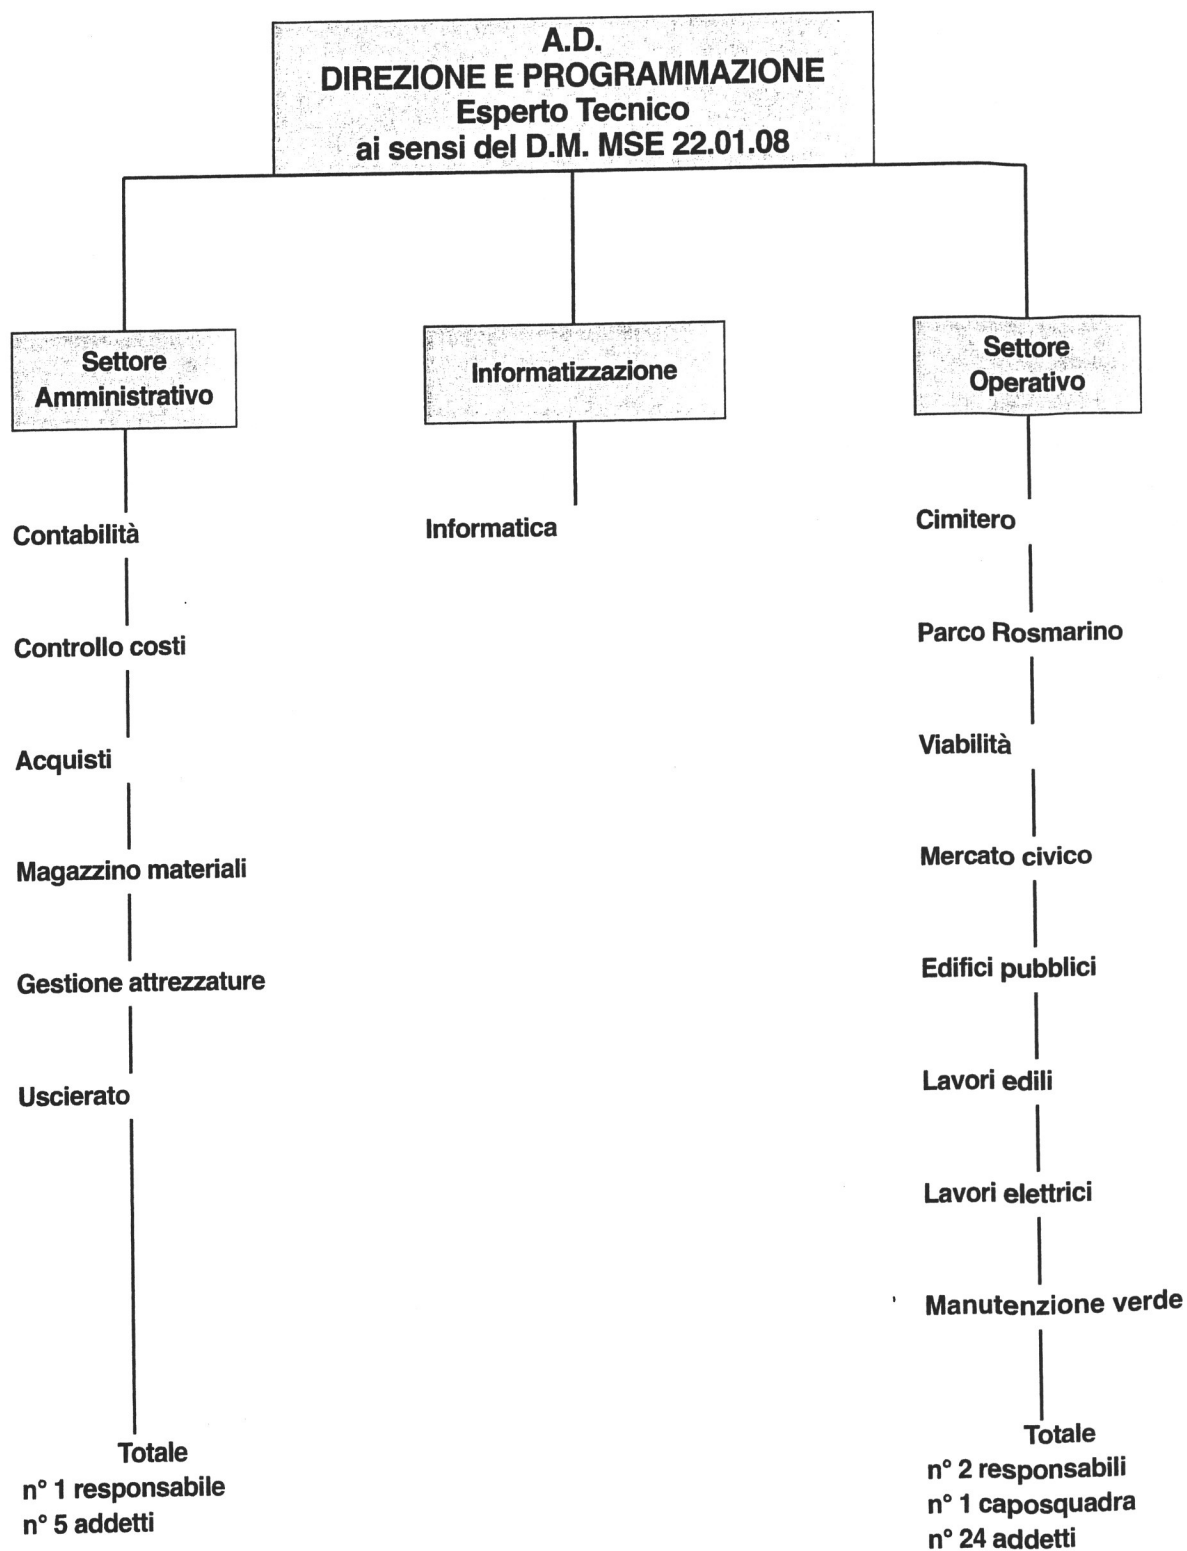 A.D.
DIREZIONE E PROGRAMMAZIONE
Esperto Tecnico
ai sensi del D.M. MSE 22.01.08
Settore
Amministrativo
Contabilità
Controllo costi
Acquisti
Magazzino materiali
Gestione attrezzature
Uscierato
Totale
n° 1 responsabile
n° 5 addetti
Informatizzazione
Informatica
Settore
Operativo
Cimitero
Parco Rosmarino
Viabilità
Mercato civico
Edifici pubblici
Lavori edili
Lavori elettrici
Manutenzione verde
Totale
n° 2 responsabili
n° 1 caposquadra
n° 24 addetti